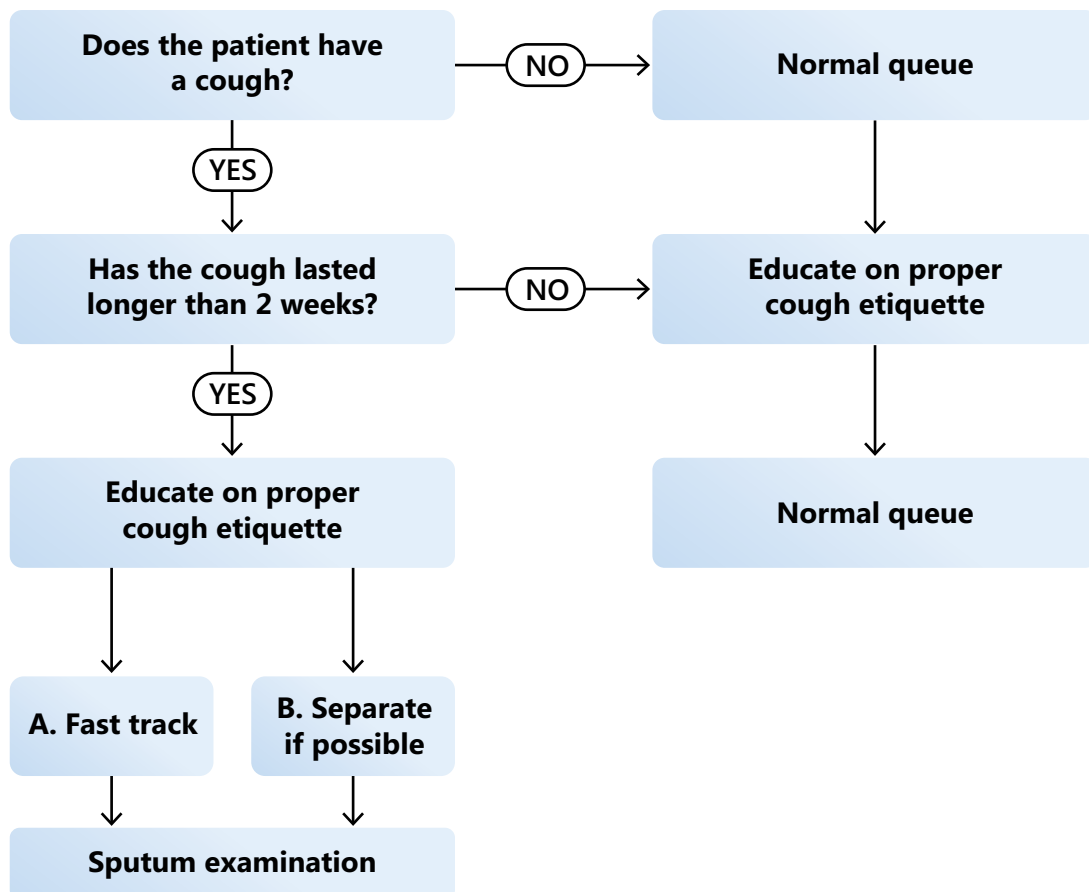 Does the patient have
a cough?
NO
Normal queue
YES
Has the cough lasted
longer than 2 weeks?
NO
Educate on proper
cough etiquette
YES
Educate on proper
cough etiquette
Normal queue
A. Fast track
B. Separate
if possible
Sputum examination